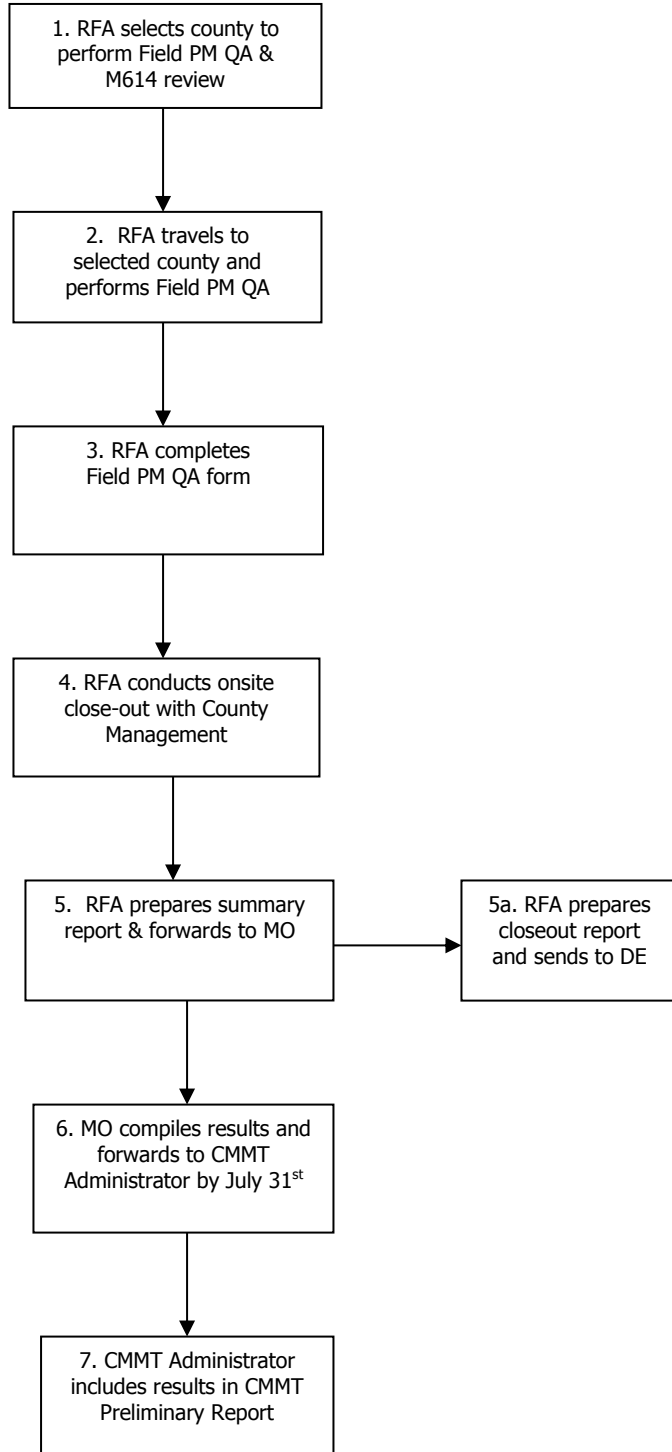 1. RFA selects county to
perform Field PM QA &
M614 review
2. RFA travels to
selected county and
performs Field PM QA
3. RFA completes
Field PM QA form
4. RFA conducts onsite
close-out with County
Management
5. RFA prepares summary
report & forwards to MO
5a. RFA prepares
closeout report
and sends to DE
6. MO compiles results and
forwards to CMMT
Administrator by July 31st
7. CMMT Administrator
includes results in CMMT
Preliminary Report